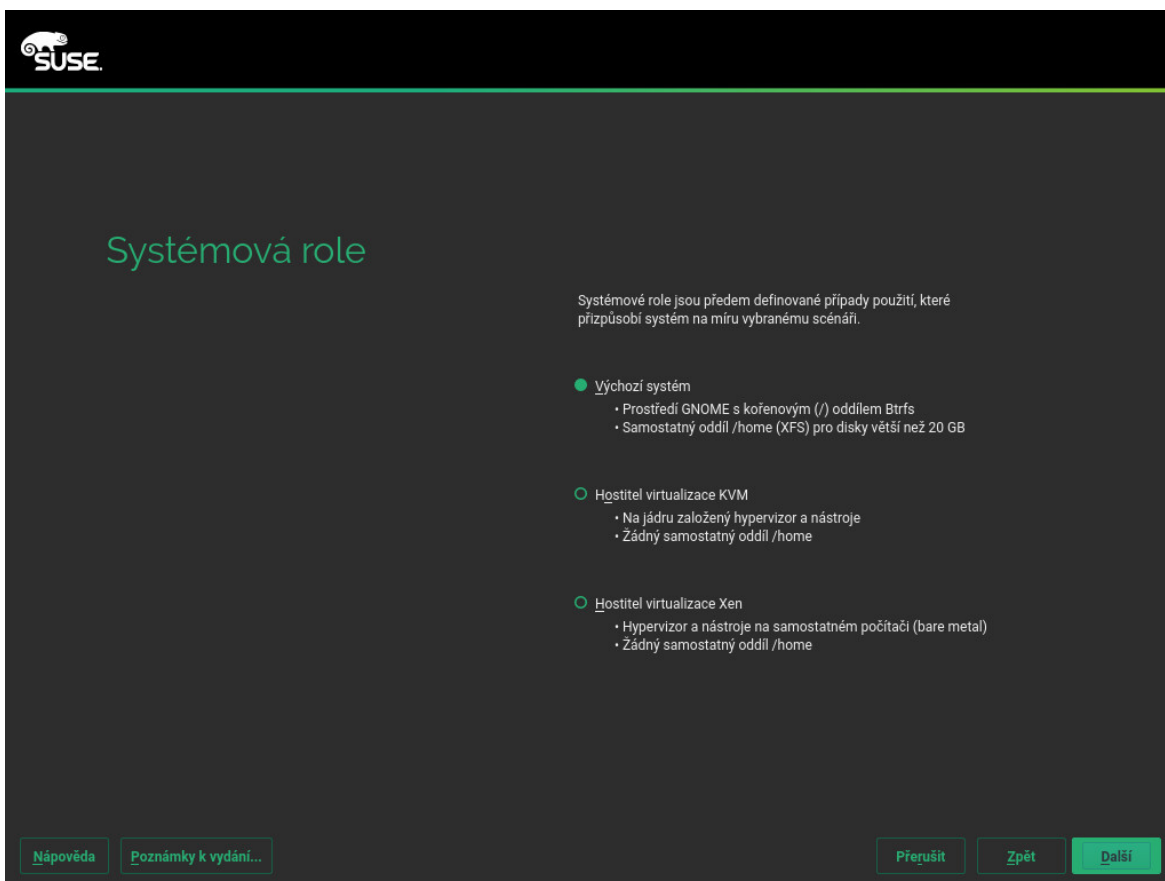 SUSE.
Systémová role
Systémové role jsou předem definované případy použití, které
přizpůsobí systém na míru vybranému scénáři.
Výchozí systém
• Prostředí GNOME s kořenovým (/) oddílem Btrfs
• Samostatný oddíl /home (XFS) pro disky větší než 20 GB
Hostitel virtualizace KVM
• Na jádru založený hypervizor a nástroje
• Žádný samostatný oddíl /home
Hostitel virtualizace Xen
• Hypervizor a nástroje na samostatném počítači (bare metal)
• Žádný samostatný oddíl /home
Nápověda
Poznámky k vydání...
Přerušit
Zpět
Další